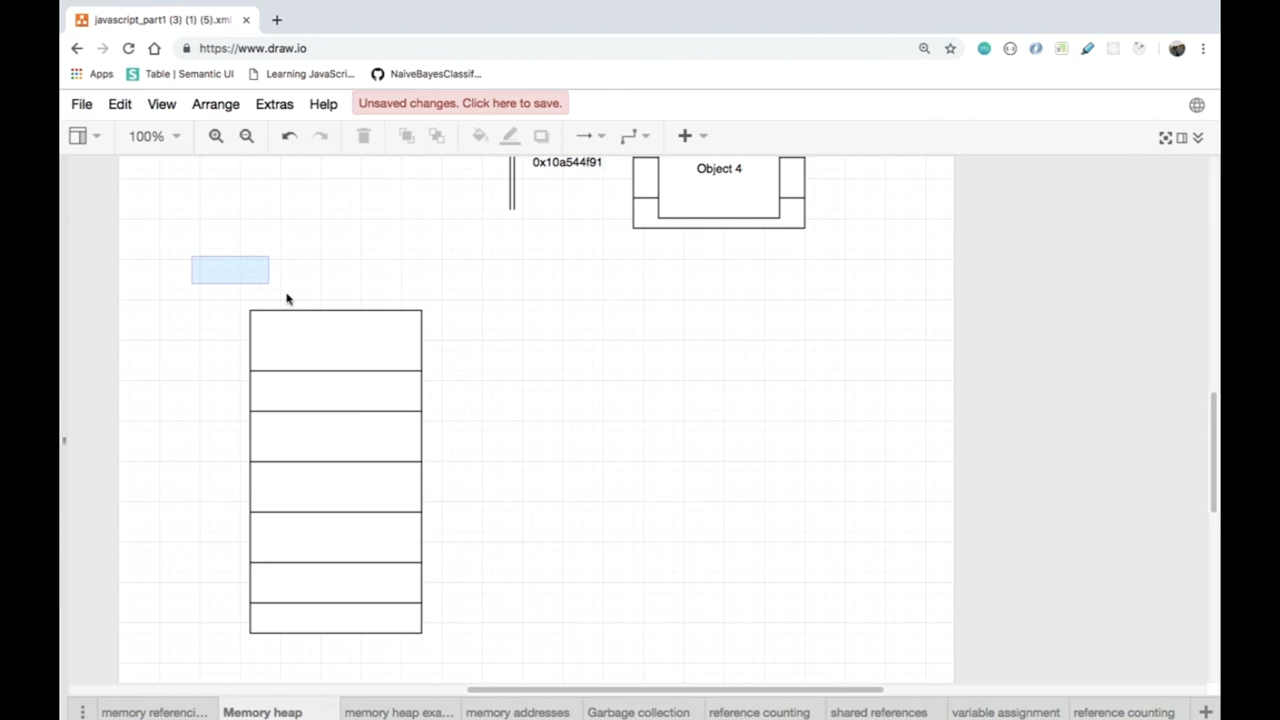 javascript_part1 (3) (1) (5).xml
https://www.draw.io
Apps Table | Semantic UI Learning JavaScri... NaiveBayesClassif...
File Edit View Arrange Extras Help Unsaved changes. Click here to save.
100%
0x10a544f91
Object 4
memory referenci... Memory heap memory heap exa... memory addresses Garbage collection reference counting shared references variable assignment reference counting